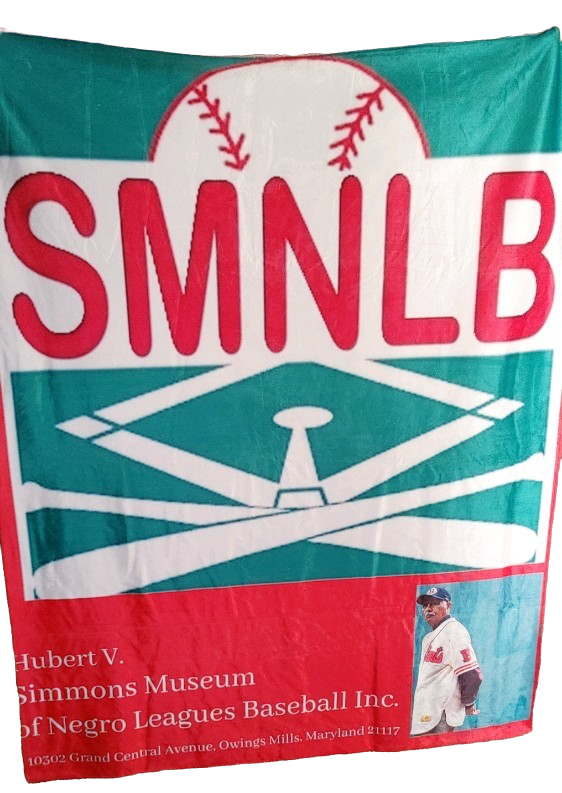 SMNLB
Hubert V.
Simmons Museum
of Negro Leagues Baseball Inc.
10302 Grand Central Avenue, Owings Mills, Maryland 21117